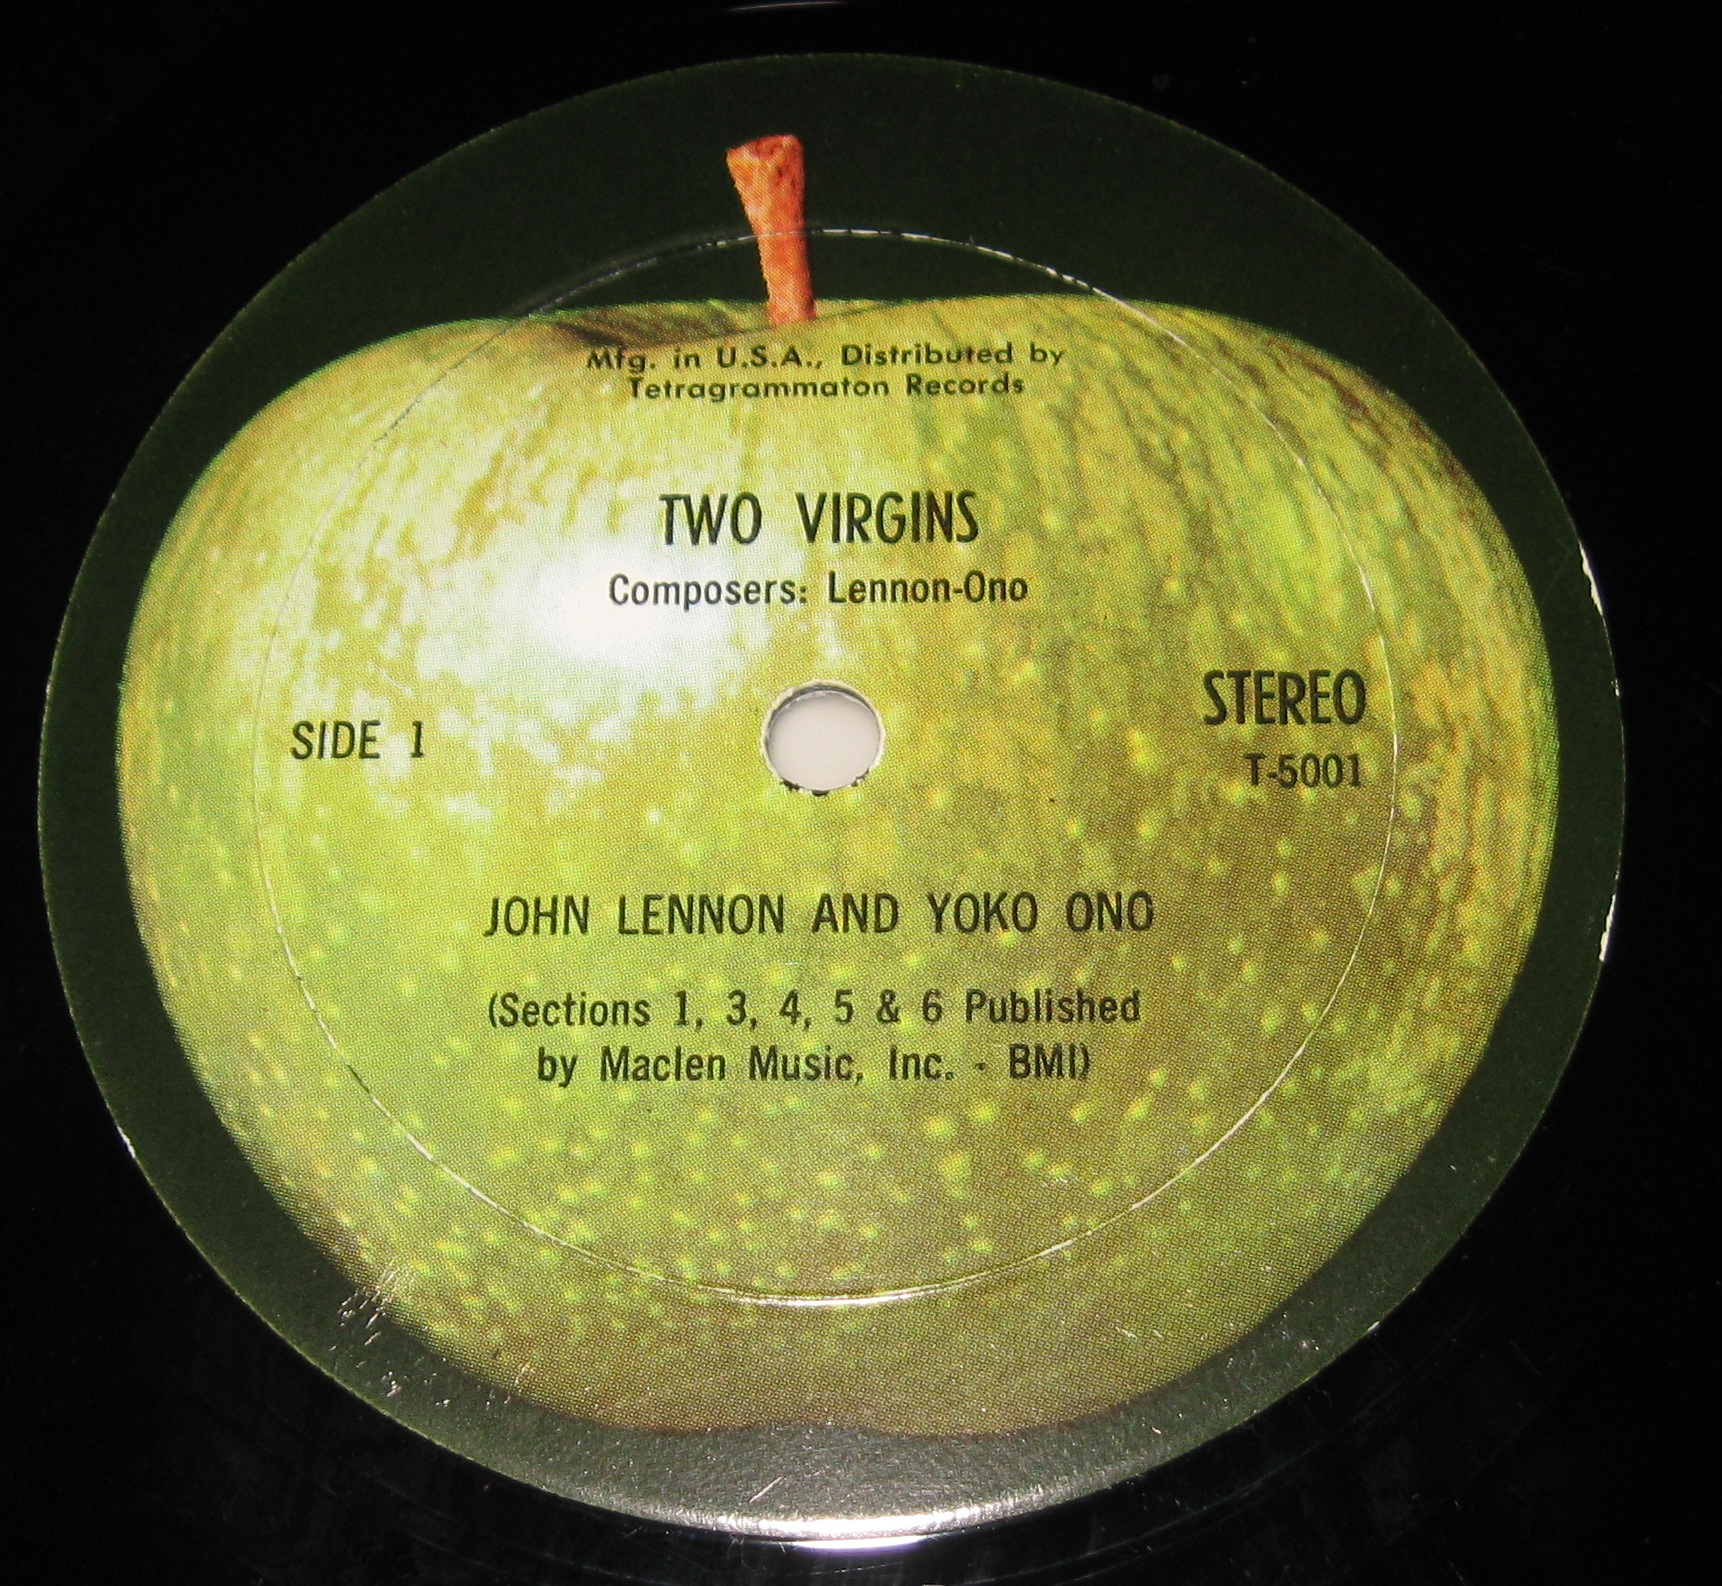 Mfg. in U.S.A., Distributed by
Tetragrammaton Records
TWO VIRGINS
Composers: Lennon-Ono
SIDE 1
STEREO
T-5001
JOHN LENNON AND YOKO ONO
(Sections 1, 3, 4, 5 & 6 Published
by Maclen Music, Inc. - BMI)